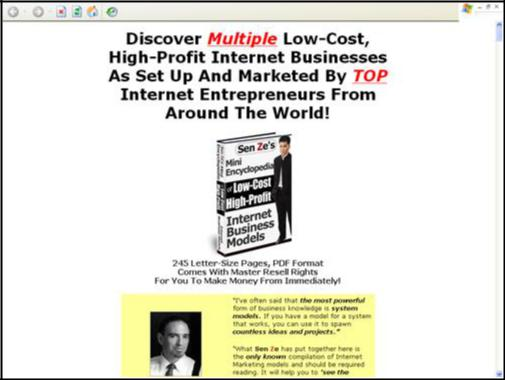 Discover Multiple Low-Cost,
High-Profit Internet Businesses
As Set Up And Marketed By TOP
Internet Entrepreneurs From
Around The World!
Sen Ze's
Mini
Encyclopedia
of Low-Cost
High-Profit
Internet
Business
Models
245 Letter-Size Pages, PDF Format
Comes With Master Resell Rights
For You To Make Money From Immediately!
"I've often said that the most powerful
form of business knowledge is system
models. If you have a model for a system
that works, you can use it to spawn
countless ideas and projects."
"What Sen Ze has put together here is
the only known compilation of Internet
Marketing models and should be required
reading. It will help you to "see the